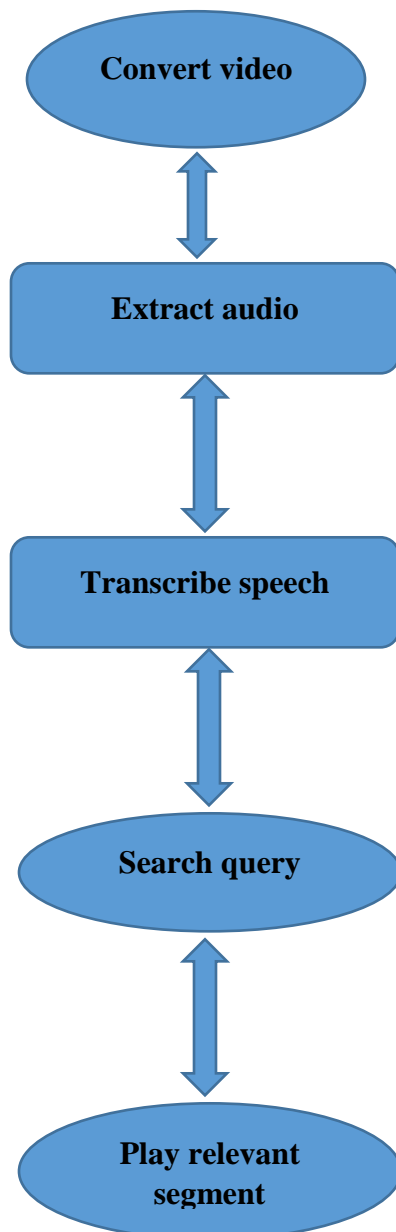 Convert video
Extract audio
Transcribe speech
Search query
Play relevant
segment